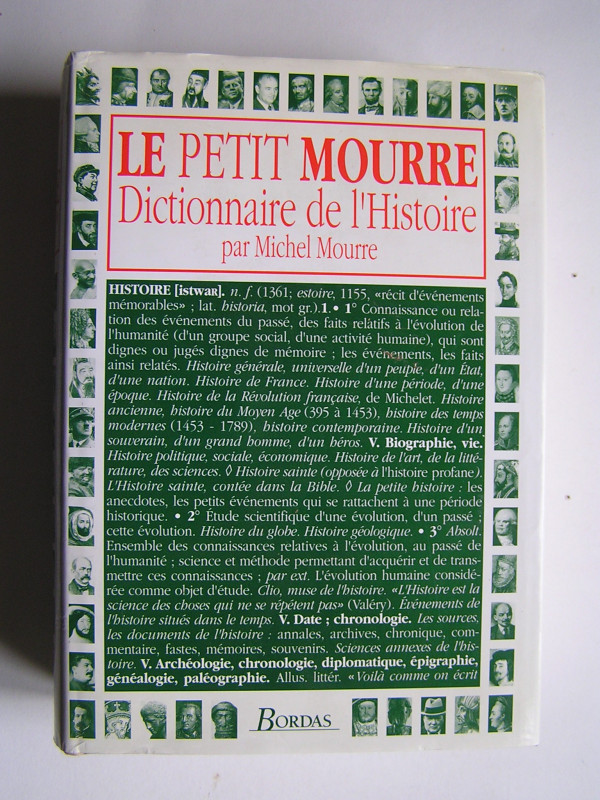 LE PETIT MOURRE
Dictionnaire de l'Histoire
par Michel Mourre
HISTOIRE [istwaR]. n. f. (1361; estoire, 1155, «récit d'événements
mémorables» ; lat. historia, mot gr.).1.• 1° Connaissance ou rela-
tion des événements du passé, des faits relatifs à l'évolution de
l'humanité (d'un groupe social, d'une activité humaine), qui sont
dignes ou jugés dignes de mémoire ; les événements, les faits
ainsi relatés. Histoire générale, universelle d'un peuple, d'un État,
d'une nation. Histoire de France. Histoire d'une période, d'une
époque. Histoire de la Révolution française, de Michelet. Histoire
ancienne, histoire du Moyen Age (395 à 1453), histoire des temps
modernes (1453 - 1789), histoire contemporaine. Histoire d'un
souverain, d'un grand homme, d'un héros. V. Biographie, vie.
Histoire politique, sociale, économique. Histoire de l'art, de la litté-
rature, des sciences. ◊ Histoire sainte (opposée à l'histoire profane).
L'Histoire sainte, contée dans la Bible. ◊ La petite histoire : les
anecdotes, les petits événements qui se rattachent à une période
historique. • 2° Étude scientifique d'une évolution, d'un passé ;
cette évolution. Histoire du globe. Histoire géologique. • 3° Absolt.
Ensemble des connaissances relatives à l'évolution, au passé de
l'humanité ; science et méthode permettant d'acquérir et de trans-
mettre ces connaissances ; par ext. L'évolution humaine considé-
rée comme objet d'étude. Clio, muse de l'histoire. «L'Histoire est la
science des choses qui ne se répètent pas» (Valéry). Événements de
l'histoire situés dans le temps. V. Date ; chronologie. Les sources,
les documents de l'histoire : annales, archives, chronique, com-
mentaire, fastes, mémoires, souvenirs. Sciences annexes de l'his-
toire. V. Archéologie, chronologie, diplomatique, épigraphie,
généalogie, paléographie. Allus. littér. «Voilà comme on écrit
BORDAS